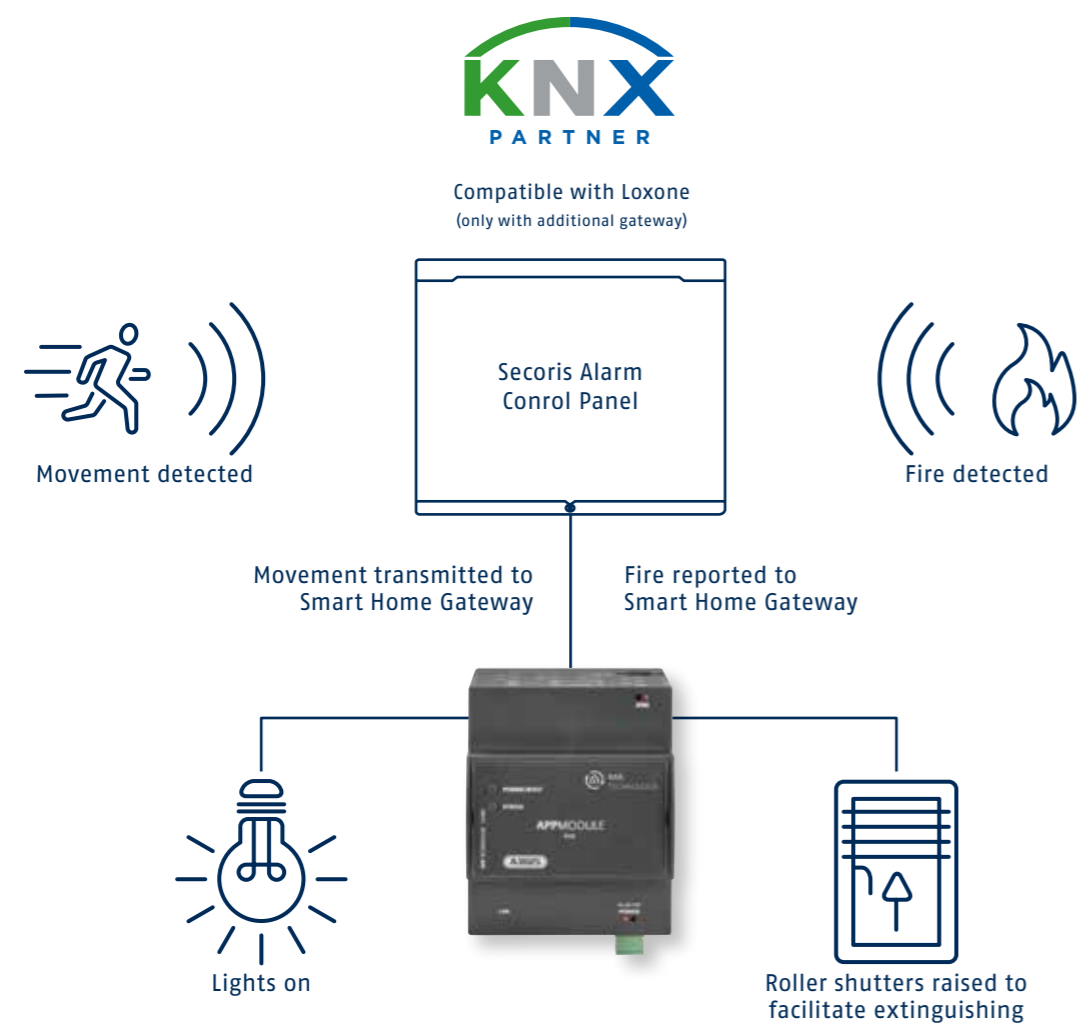 KNX
PARTNER
Compatible with Loxone
(only with additional gateway)
Secoris Alarm
Conrol Panel
Movement detected
Fire detected
Movement transmitted to
Smart Home Gateway
Fire reported to
Smart Home Gateway
APPMODULE
ABUS
Lights on
Roller shutters raised to
facilitate extinguishing